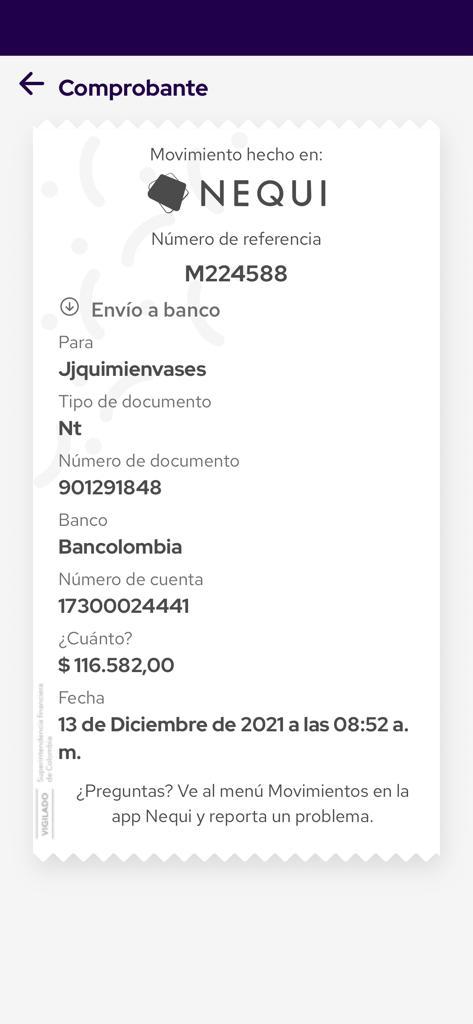 Comprobante
Movimiento hecho en:
NEQUI
Número de referencia
M224588
Envío a banco
Para
Jjquimienvases
Tipo de documento
Nt
Número de documento
901291848
Banco
Bancolombia
Número de cuenta
17300024441
¿Cuánto?
$ 116.582,00
Fecha
13 de Diciembre de 2021 a las 08:52 a.
m.
¿Preguntas? Ve al menú Movimientos en la
app Nequi y reporta un problema.
VIGILADO
Superintendencia financiera
de Colombia